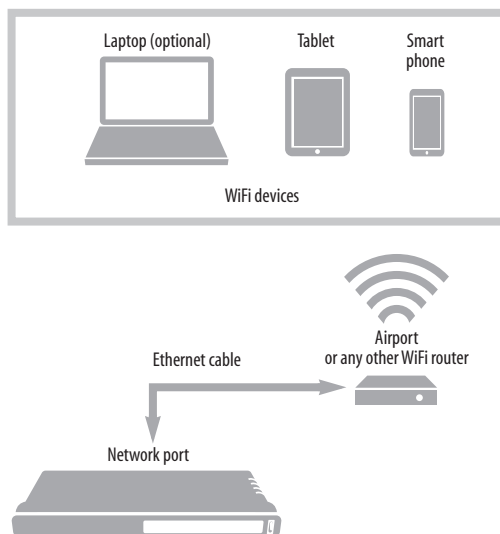 Laptop (optional)
Tablet
Smart
phone
WiFi devices
Airport
or any other WiFi router
Ethernet cable
Network port